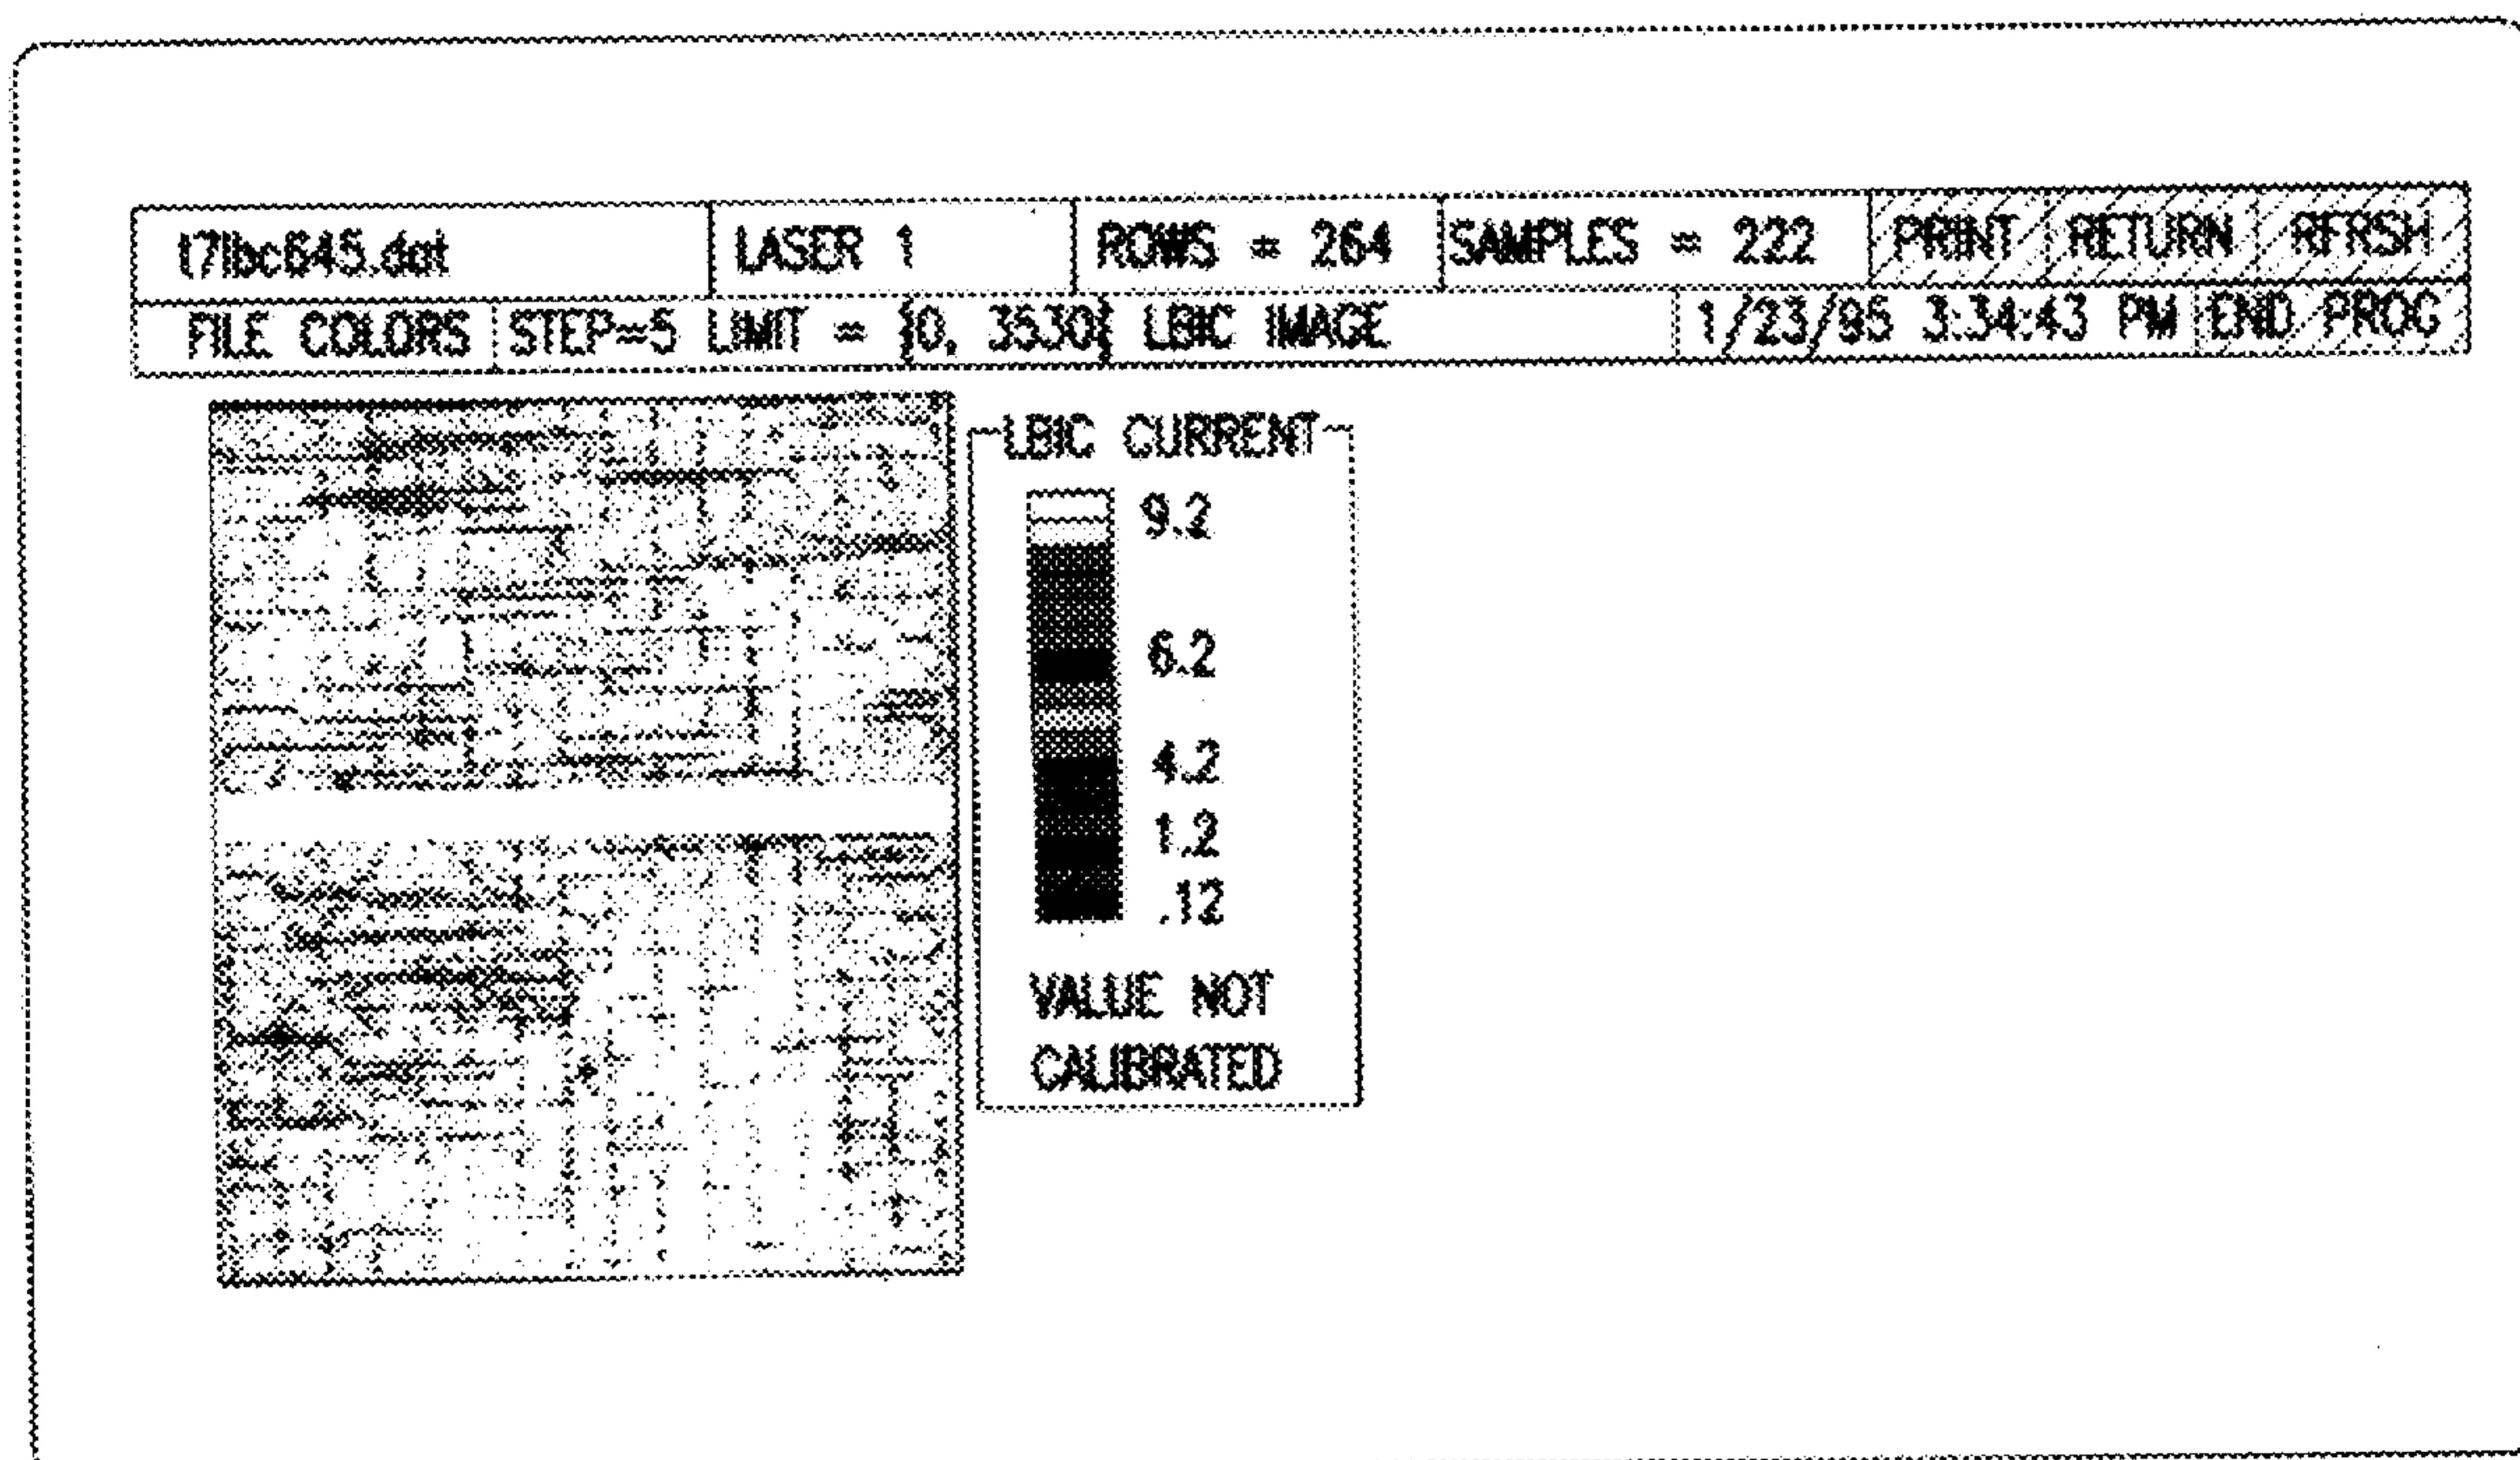 t7lbc645.dat LASER 1 ROWS = 264 SAMPLES = 222 PRINT RETURN RFRSH
FILE COLORS STEP=5 LIMIT = {0, 3530{ LBIC IMAGE 1/23/95 3:34:43 PM END PROG
LBIC CURRENT
9.2
6.2
4.2
1.2
.12
VALUE NOT
CALIBRATED